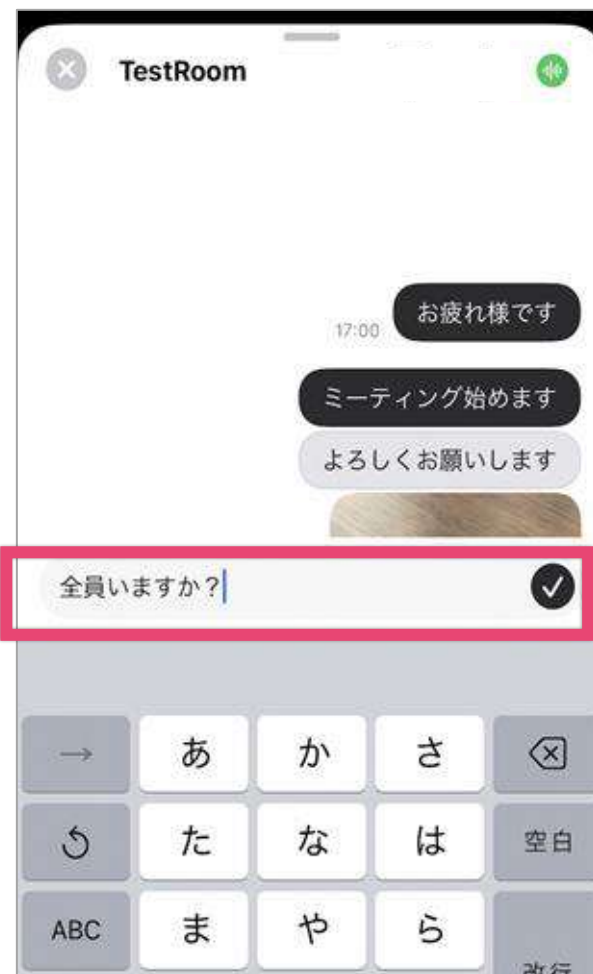 TestRoom
お疲れ様です
17:00
ミーティング始めます
よろしくお願いします
全員いますか?
→ あ か さ
た な は 空白
ABC ま や ら
改行